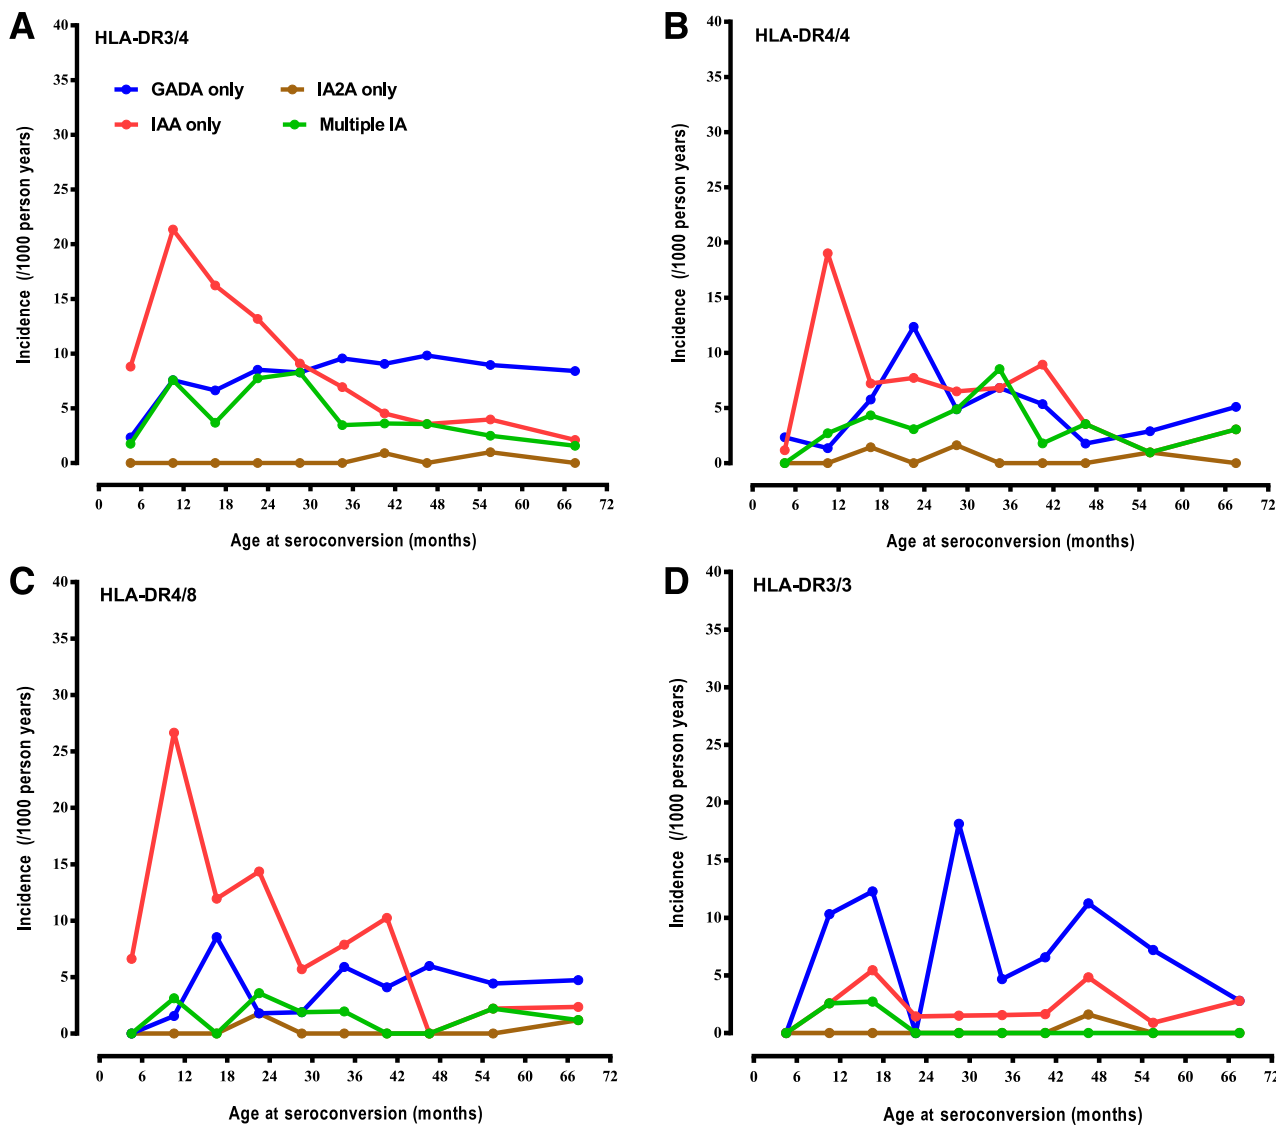 A
HLA-DR3/4
GADA only
IA2A only
IAA only
Multiple IA
Incidence (/1000 person years)
40
35
30
25
20
15
10
5
0
0 6 12 18 24 30 36 42 48 54 60 66 72
Age at seroconversion (months)
B
HLA-DR4/4
Incidence (/1000 person years)
40
35
30
25
20
15
10
5
0
0 6 12 18 24 30 36 42 48 54 60 66 72
Age at seroconversion (months)
C
HLA-DR4/8
Incidence (/1000 person years)
40
35
30
25
20
15
10
5
0
0 6 12 18 24 30 36 42 48 54 60 66 72
Age at seroconversion (months)
D
HLA-DR3/3
Incidence (/1000 person years)
40
35
30
25
20
15
10
5
0
0 6 12 18 24 30 36 42 48 54 60 66 72
Age at seroconversion (months)